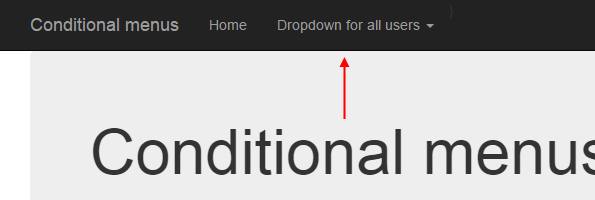 Conditional menus Home Dropdown for all users )
Conditional menus